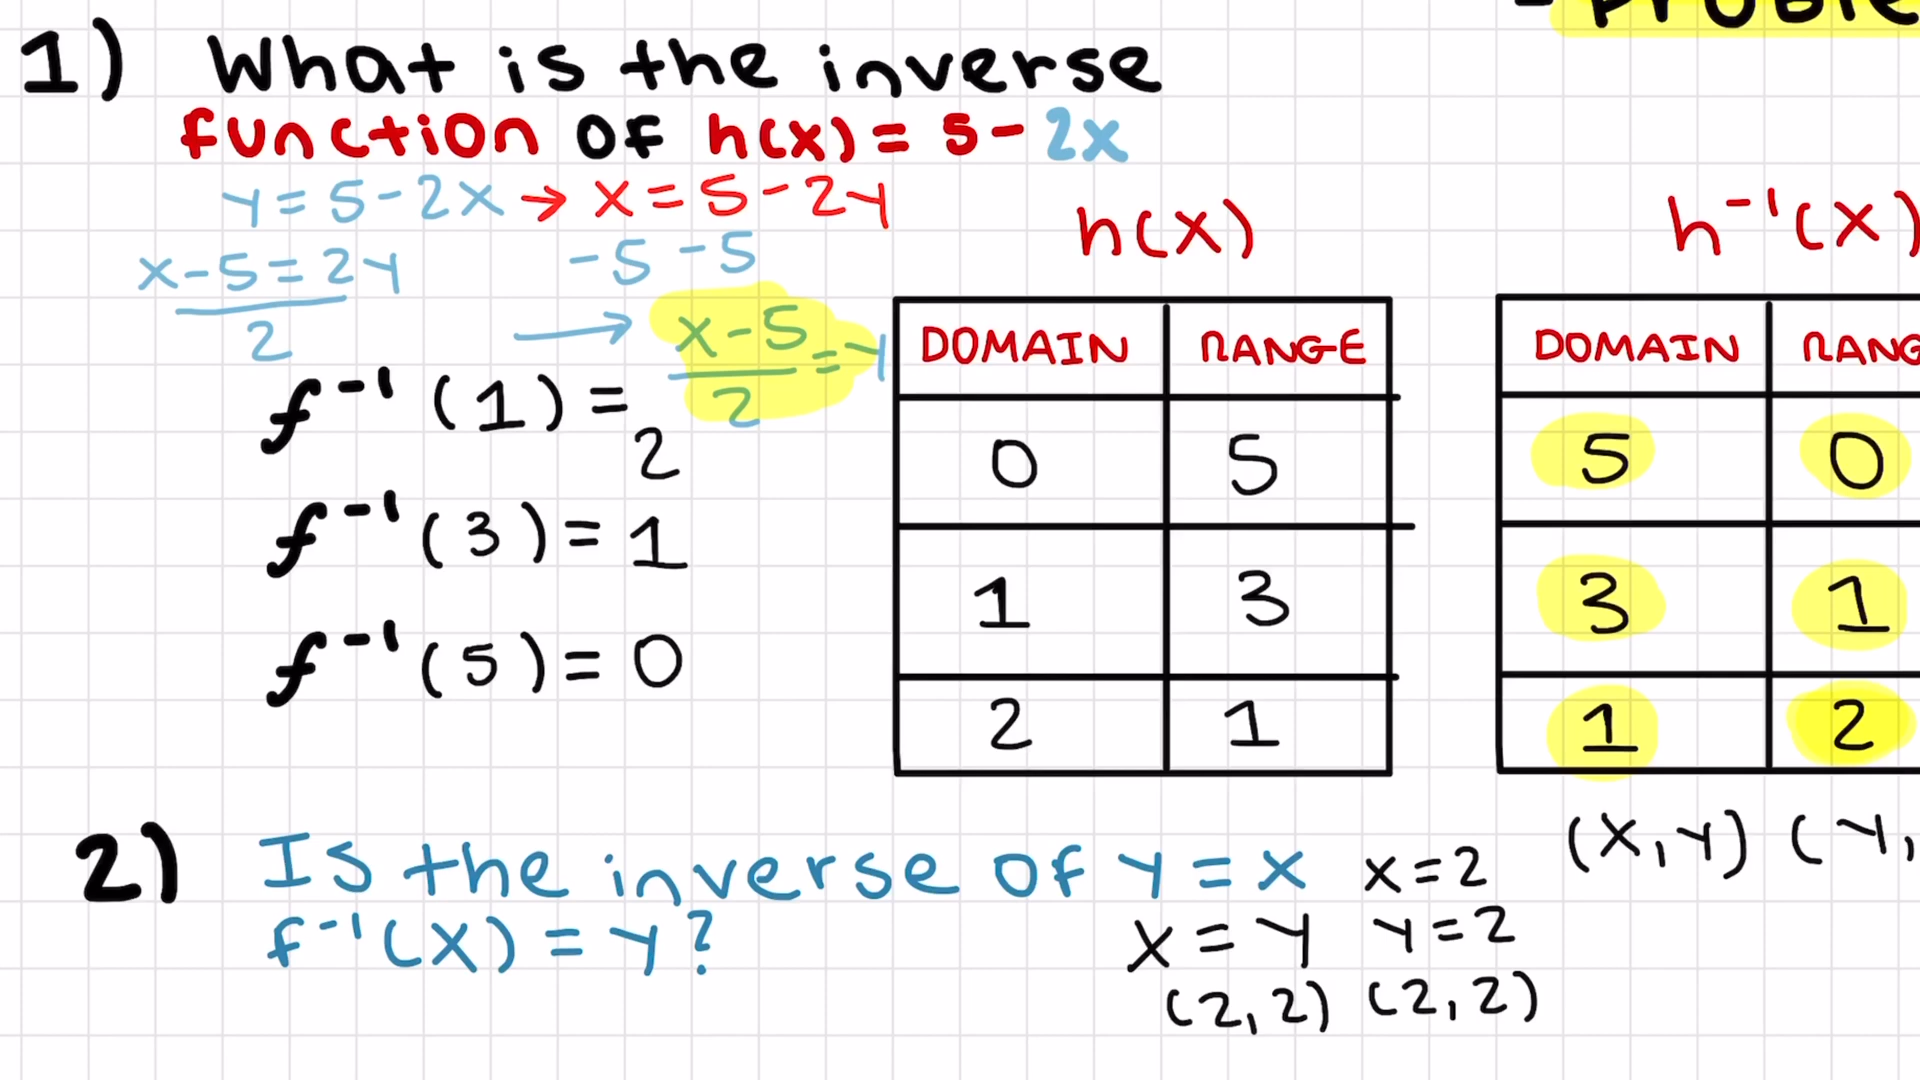 - Proble
1) What is the inverse
function of h(x) = 5 - 2x
y = 5 - 2x → x = 5 - 2y
-5 -5
x - 5 = 2y
2
→ x - 5 = y
2
f⁻¹(1) = 2
f⁻¹(3) = 1
f⁻¹(5) = 0
h(x)
DOMAIN RANGE
0 5
1 3
2 1
h⁻¹(x)
DOMAIN RANG
5 0
3 1
1 2
(x,y) (y,
2) Is the inverse of y = x
f⁻¹(x) = y?
x = 2
x = y y = 2
(2,2) (2,2)